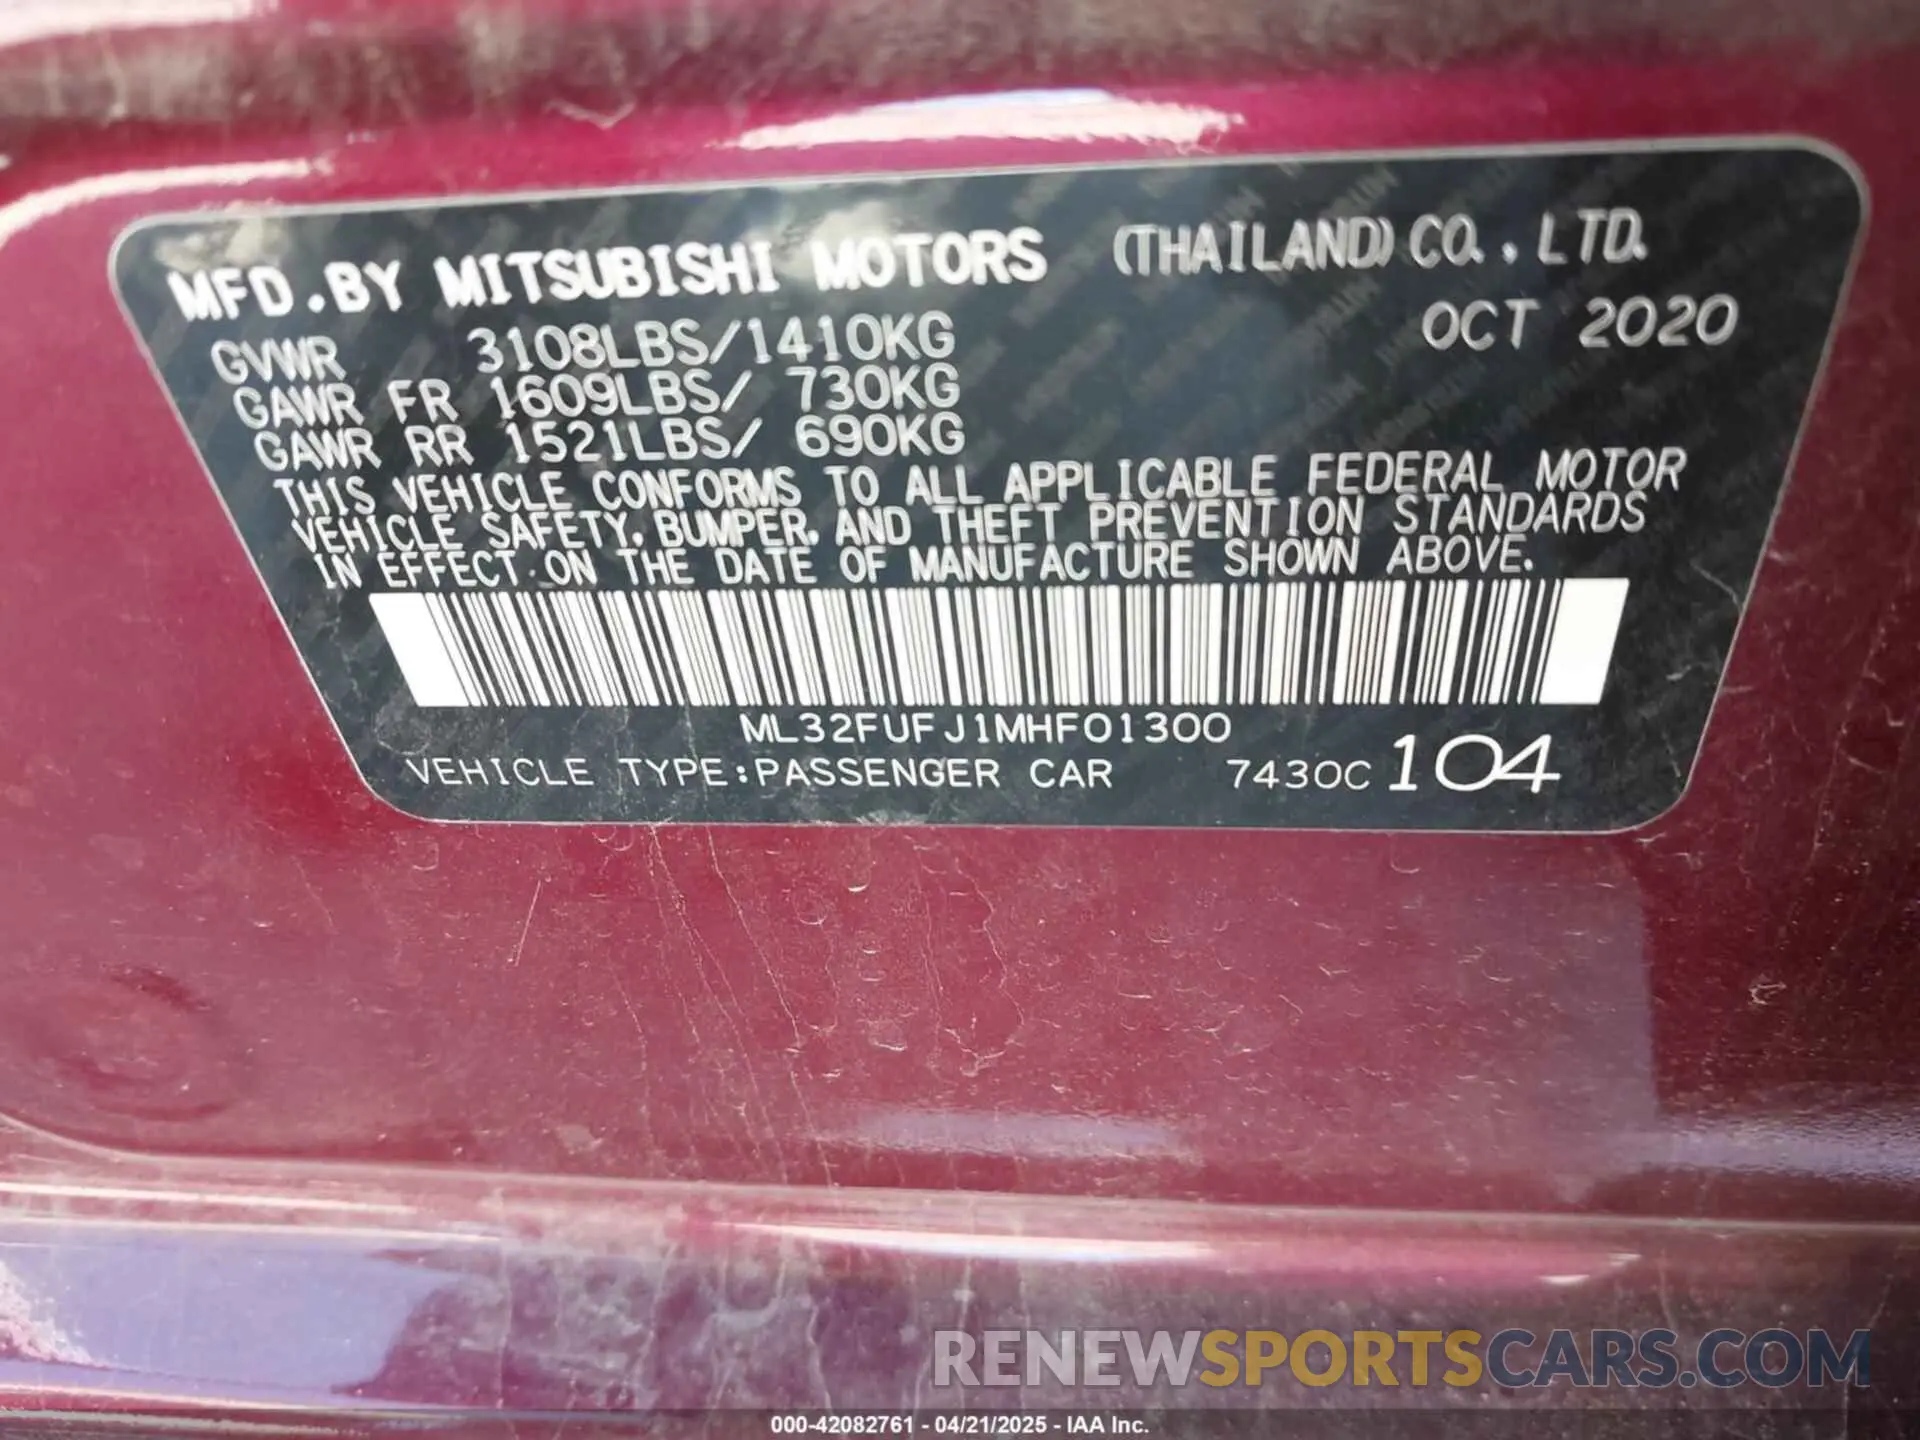 MFD.BY MITSUBISHI MOTORS (THAILAND)CO.,LTD.
OCT 2020
GVWR 3108LBS/1410KG
GAWR FR 1609LBS/ 730KG
GAWR RR 1521LBS/ 690KG
THIS VEHICLE CONFORMS TO ALL APPLICABLE FEDERAL MOTOR
VEHICLE SAFETY, BUMPER, AND THEFT PREVENTION STANDARDS
IN EFFECT ON THE DATE OF MANUFACTURE SHOWN ABOVE.
ML32FUFJ1MHF01300
VEHICLE TYPE:PASSENGER CAR 7430C 104
RENEWSPORTSCARS.COM
000-42082761 - 04/21/2025 - IAA Inc.